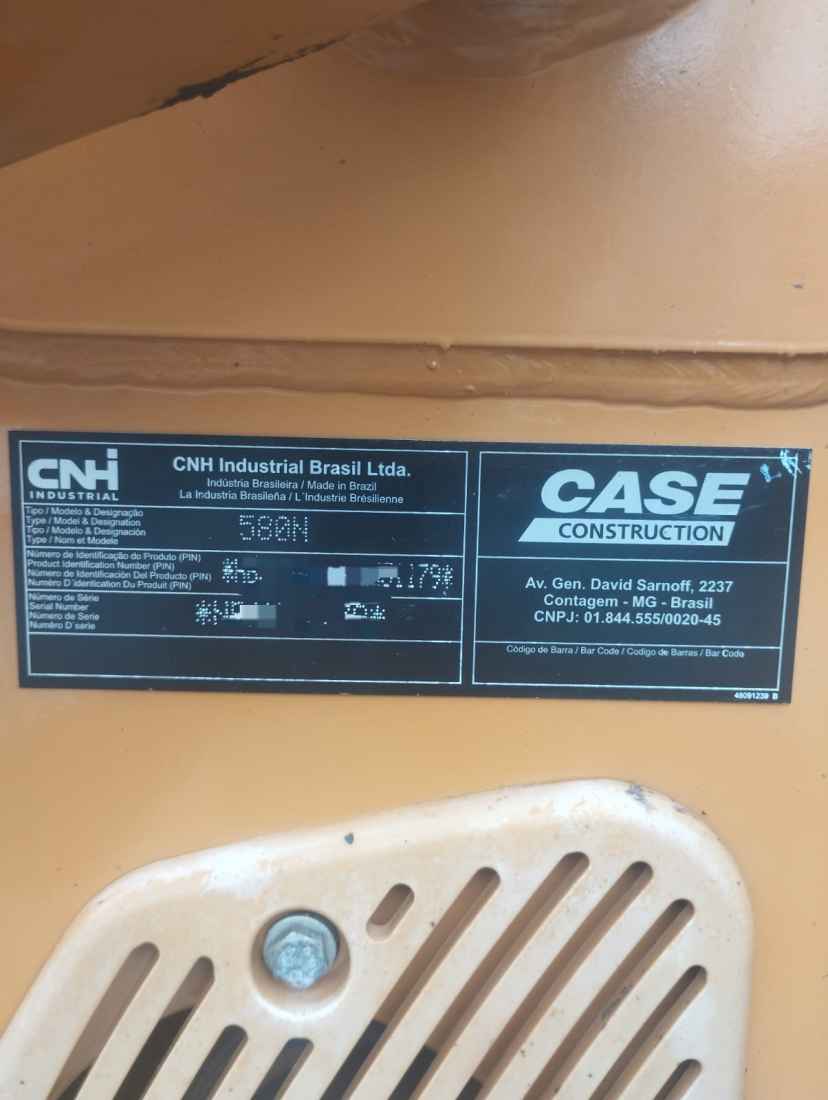 CNH
INDUSTRIAL
CNH Industrial Brasil Ltda.
Indústria Brasileira / Made in Brazil
La Industria Brasileña / L'Industrie Brésilienne
Tipo / Modelo & Designação
Type / Model & Designation
Tipo / Modelo & Designación
Type / Nom et Modele
580N
Número de Identificação do Produto (PIN)
Product Identification Number (PIN)
Número de Identificación Del Producto (PIN)
Numéro D'identication Du Produit (PIN)
1179*
Número de Série
Serial Number
Número de Serie
Numéro D'serie
CASE
CONSTRUCTION
Av. Gen. David Sarnoff, 2237
Contagem - MG - Brasil
CNPJ: 01.844.555/0020-45
Código de Barra / Bar Code / Codigo de Barras / Bar Code
48091239 B